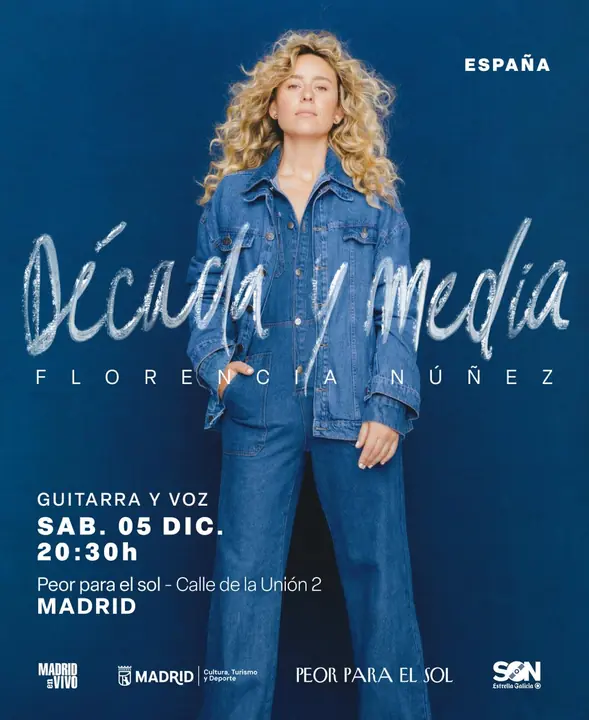 ESPAÑA
Década y media
FLORENCIA NÚÑEZ
GUITARRA Y VOZ
SAB. 05 DIC.
20:30h
Peor para el sol - Calle de la Unión 2
MADRID
MADRID
en VIVO
MADRID
Cultura, Turismo
y Deporte
PEOR PARA EL SOL
SON
Estrella Galicia